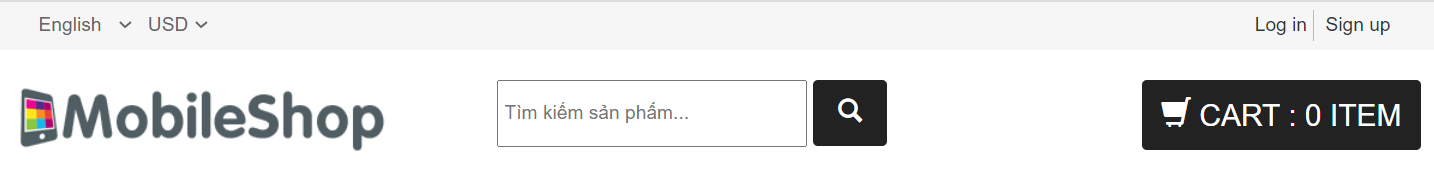 English USD Log in Sign up
MobileShop Tìm kiếm sản phẩm... CART : 0 ITEM